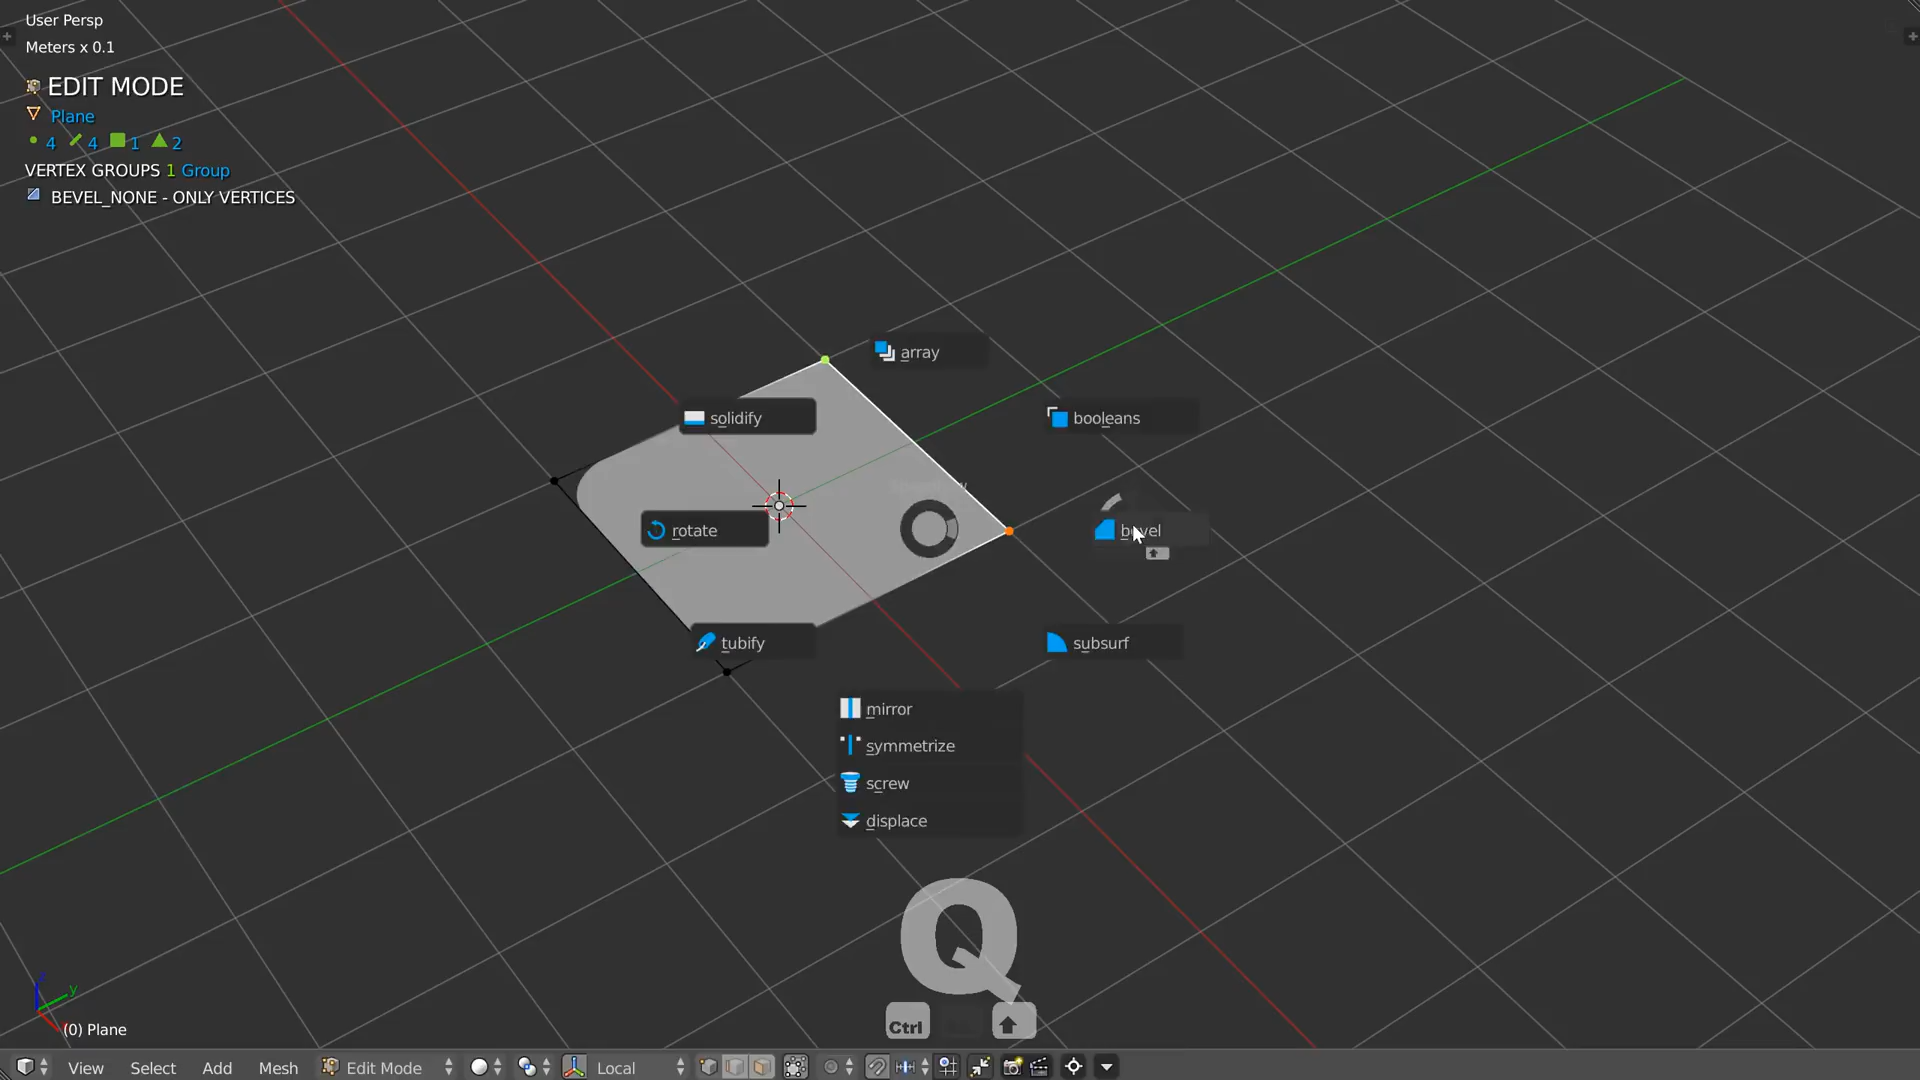 User Persp
Meters x 0.1
EDIT MODE
Plane
4 4 1 2
VERTEX GROUPS 1 Group
BEVEL_NONE - ONLY VERTICES
array
solidify
booleans
rotate
bevel
tubify
subsurf
mirror
symmetrize
screw
displace
Q
Ctrl
z
y
(0) Plane
View Select Add Mesh Edit Mode Local